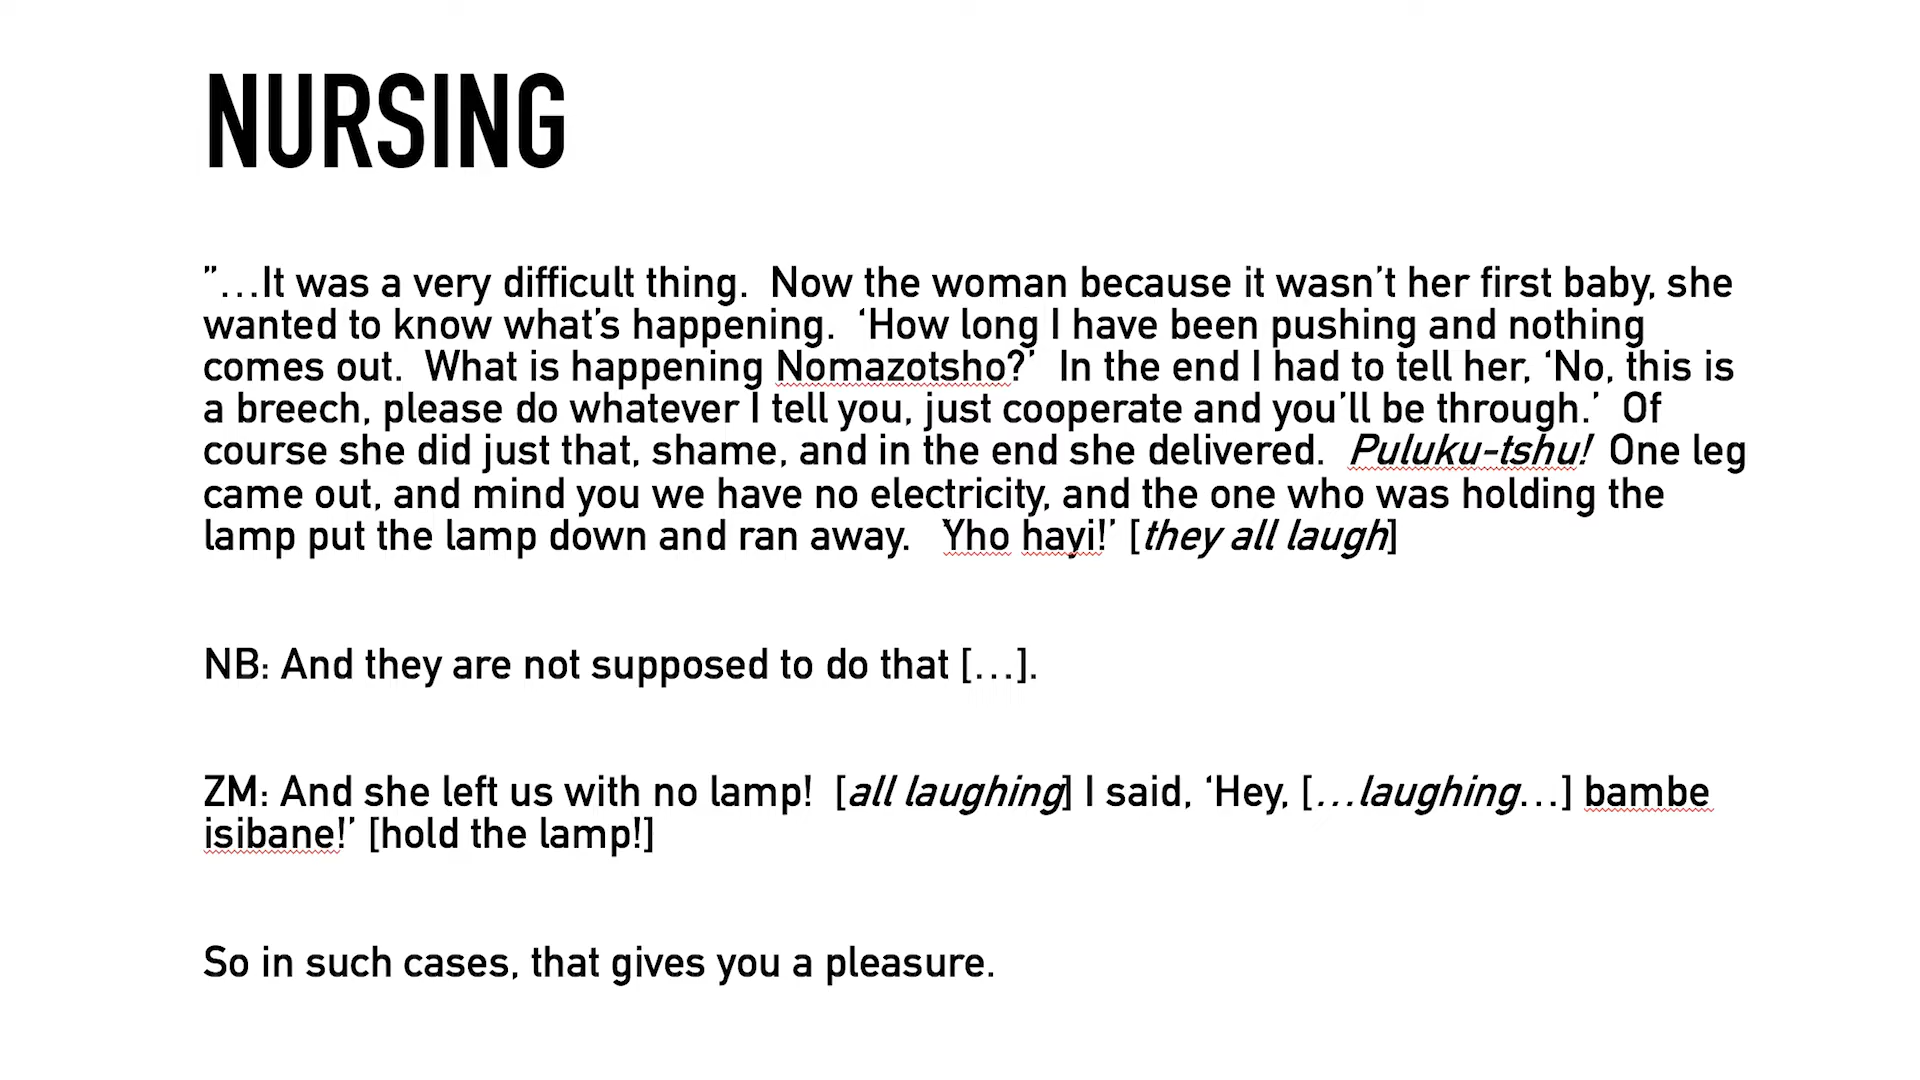 NURSING
”…It was a very difficult thing.  Now the woman because it wasn’t her first baby, she
wanted to know what’s happening.  ‘How long I have been pushing and nothing
comes out.  What is happening Nomazotsho?’  In the end I had to tell her, ‘No, this is
a breech, please do whatever I tell you, just cooperate and you’ll be through.’  Of
course she did just that, shame, and in the end she delivered.  Puluku-tshu!  One leg
came out, and mind you we have no electricity, and the one who was holding the
lamp put the lamp down and ran away.  ‘Yho hayi!’ [they all laugh]
NB: And they are not supposed to do that […].
ZM: And she left us with no lamp!  [all laughing] I said, ‘Hey, […laughing…] bambe
isibane!’ [hold the lamp!]
So in such cases, that gives you a pleasure.